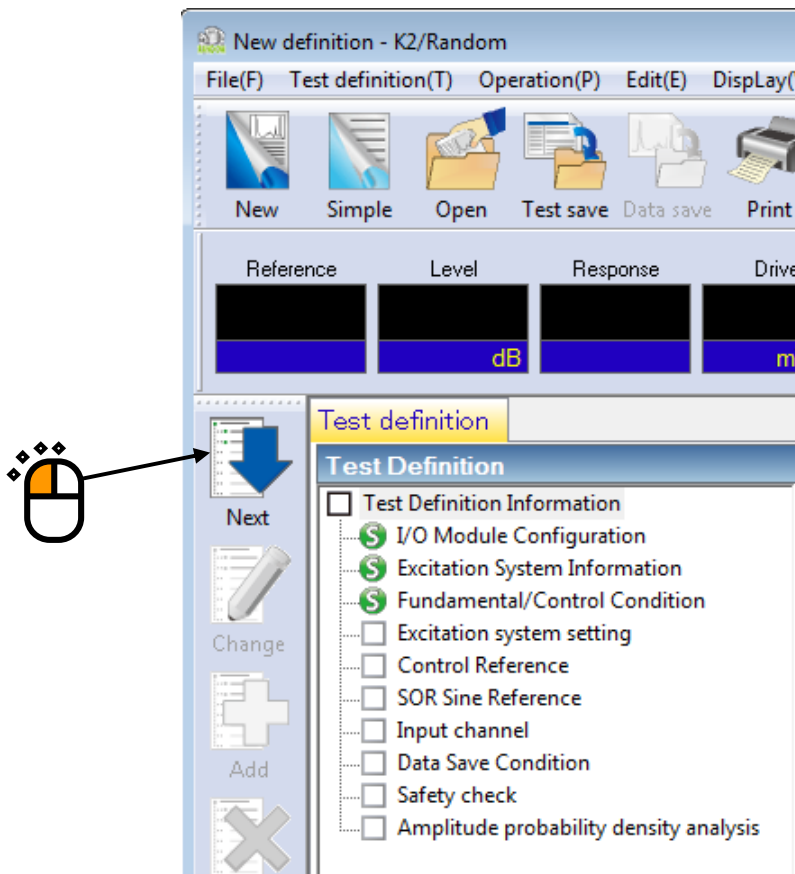 New definition - K2/Random
File(F) Test definition(T) Operation(P) Edit(E) DispLay(
New Simple Open Test save Data save Print
Reference Level Response Drive
dB m
Test definition
Test Definition
Next
Change
Add
Test Definition Information
S I/O Module Configuration
S Excitation System Information
S Fundamental/Control Condition
Excitation system setting
Control Reference
SOR Sine Reference
Input channel
Data Save Condition
Safety check
Amplitude probability density analysis